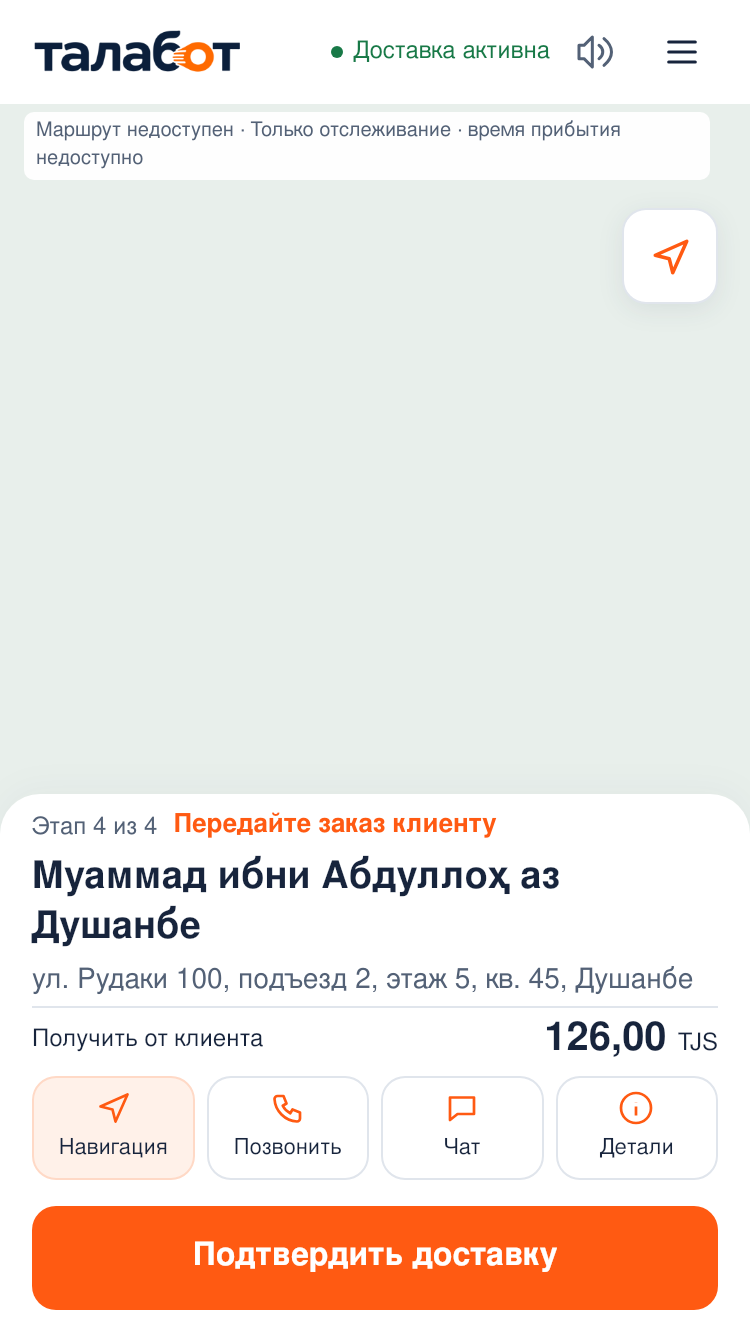 талабот
Доставка активна
Маршрут недоступен · Только отслеживание · время прибытия
недоступно
Этап 4 из 4 Передайте заказ клиенту
Муаммад ибни Абдуллоҳ аз
Душанбе
ул. Рудаки 100, подъезд 2, этаж 5, кв. 45, Душанбе
Получить от клиента 126,00 TJS
Навигация Позвонить Чат Детали
Подтвердить доставку